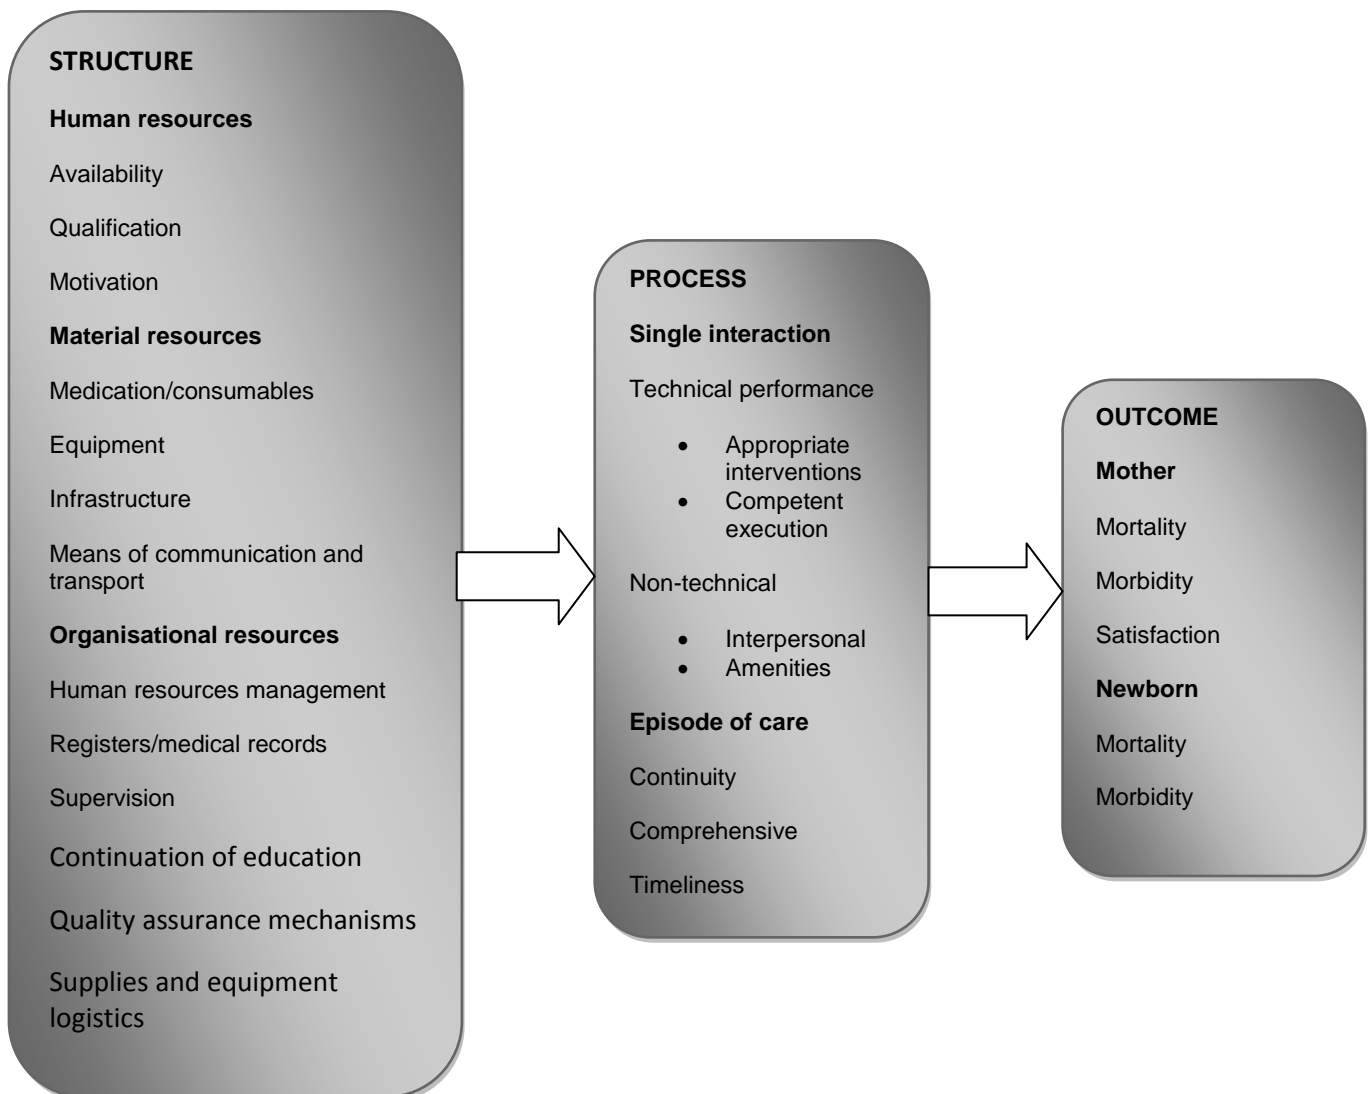 STRUCTURE
Human resources
Availability
Qualification
Motivation
Material resources
Medication/consumables
Equipment
Infrastructure
Means of communication and
transport
Organisational resources
Human resources management
Registers/medical records
Supervision
Continuation of education
Quality assurance mechanisms
Supplies and equipment
logistics
PROCESS
Single interaction
Technical performance
• Appropriate
interventions
• Competent
execution
Non-technical
• Interpersonal
• Amenities
Episode of care
Continuity
Comprehensive
Timeliness
OUTCOME
Mother
Mortality
Morbidity
Satisfaction
Newborn
Mortality
Morbidity